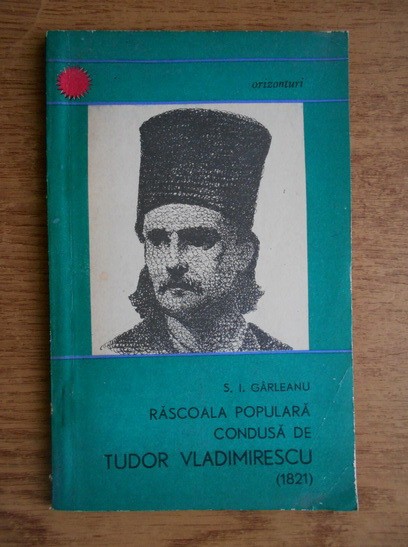 orizonturi
S. I. GÂRLEANU
RĂSCOALA POPULARĂ
CONDUSĂ DE
TUDOR VLADIMIRESCU
(1821)